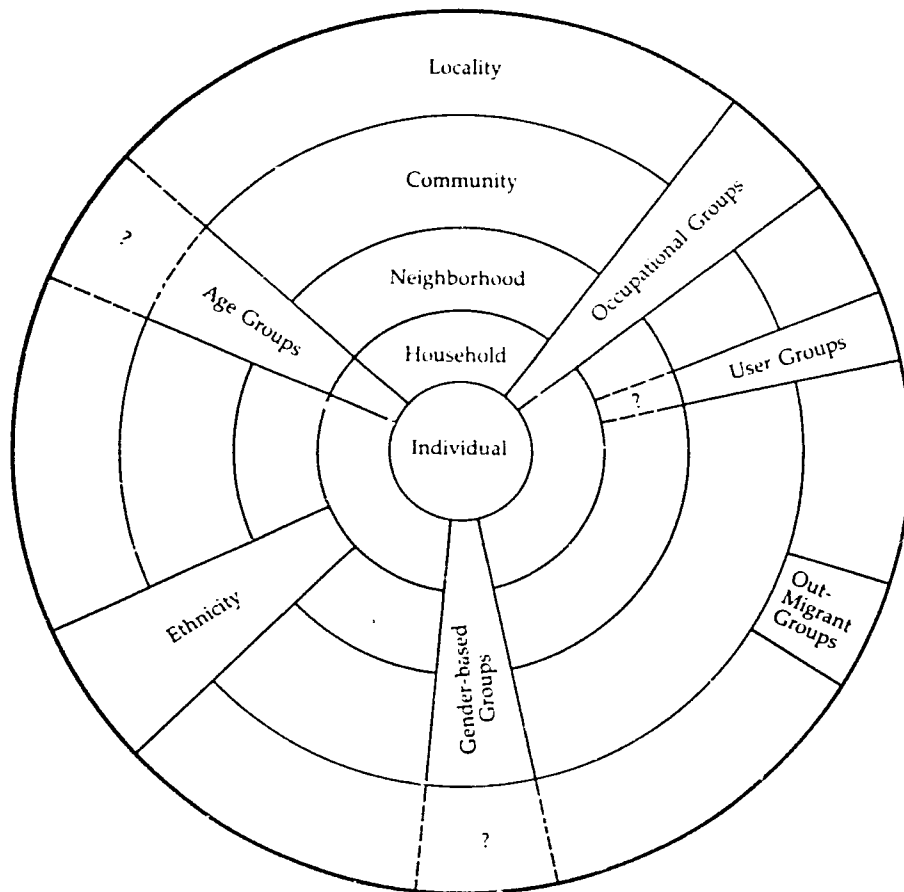 Locality
Community
Neighborhood
Household
Individual
?
Age Groups
Occupational Groups
User Groups
?
Ethnicity
Gender-based
Groups
?
Out-
Migrant
Groups